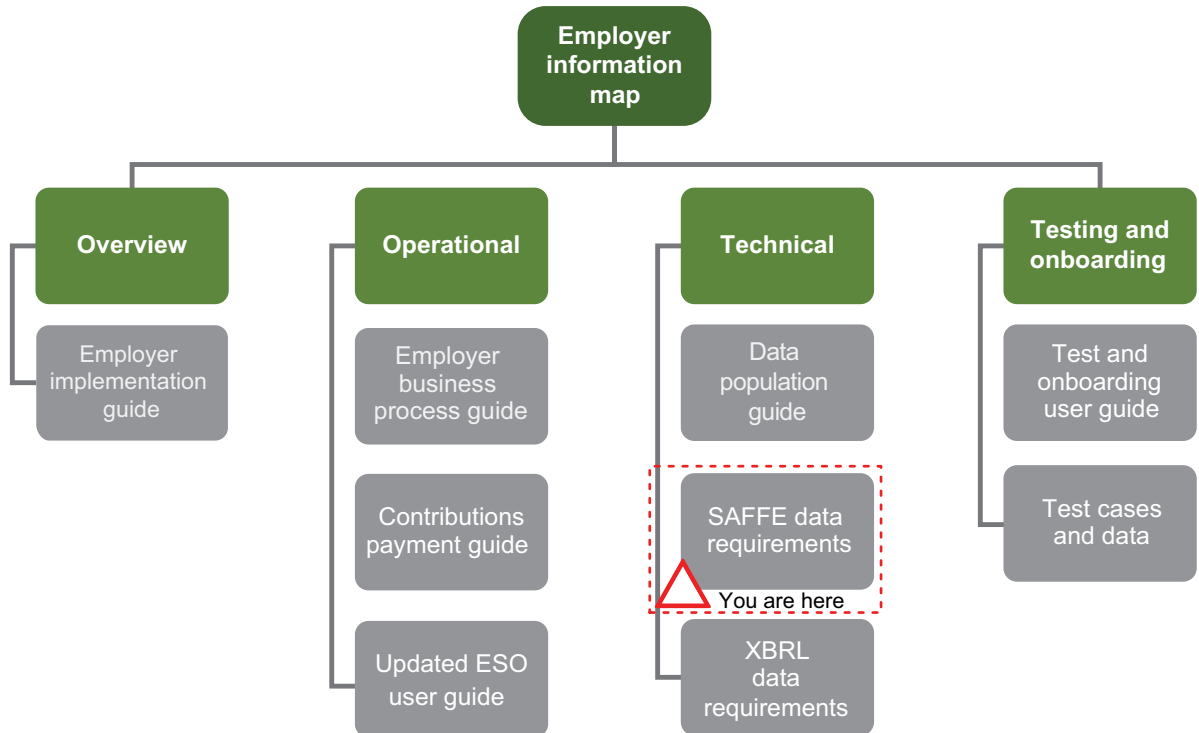 Employer
information
map
Overview
Employer
implementation
guide
Operational
Employer
business
process guide
Contributions
payment guide
Updated ESO
user guide
Technical
Data
population
guide
SAFFE data
requirements
You are here
XBRL
data
requirements
Testing and
onboarding
Test and
onboarding
user guide
Test cases
and data